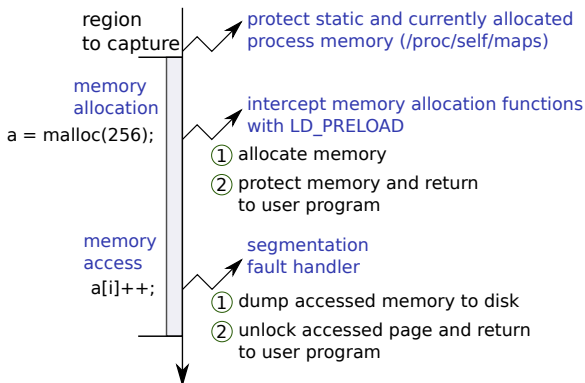 region
to capture
protect static and currently allocated
process memory (/proc/self/maps)
memory
allocation
a = malloc(256);
intercept memory allocation functions
with LD_PRELOAD
1 allocate memory
2 protect memory and return
to user program
memory
access
a[i]++;
segmentation
fault handler
1 dump accessed memory to disk
2 unlock accessed page and return
to user program